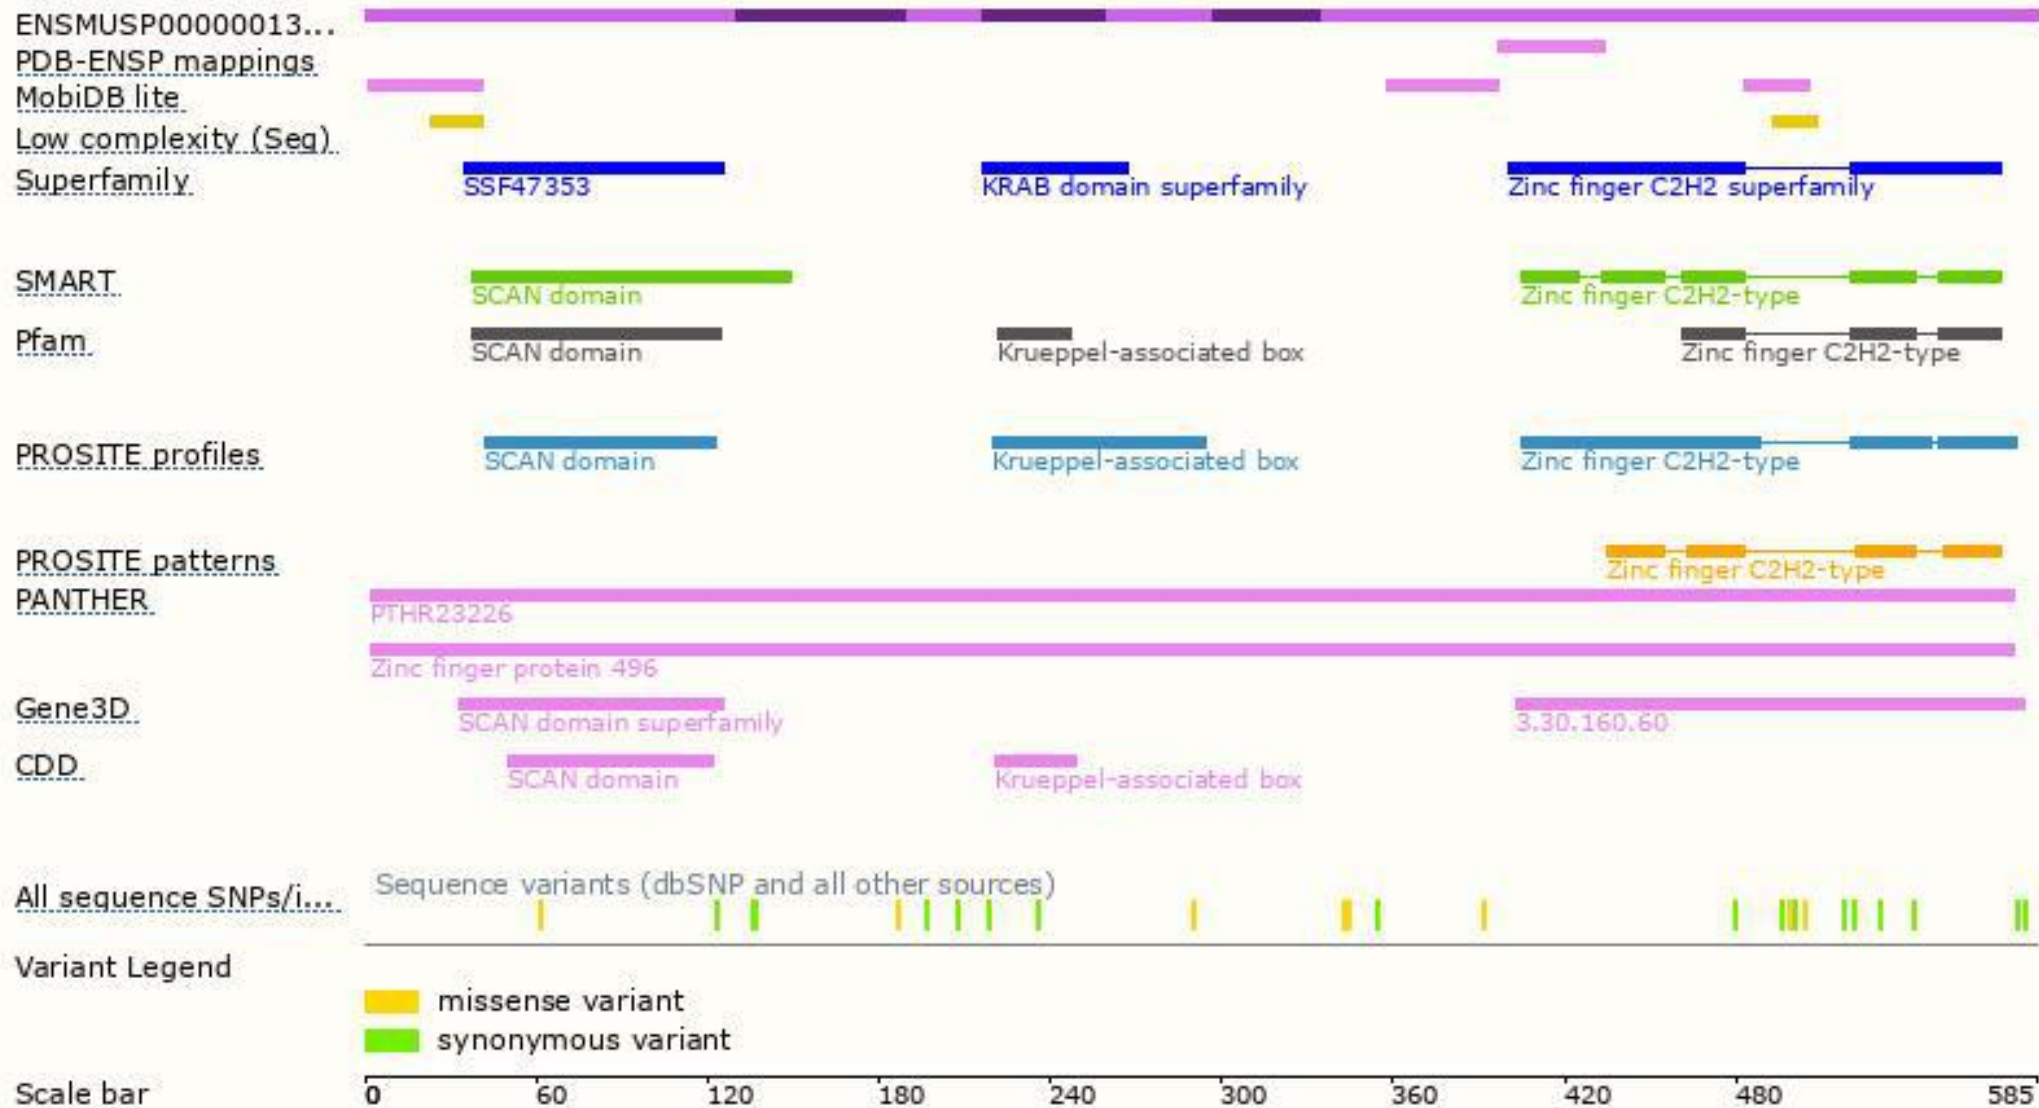 ENSMUSP00000013...
PDB-ENSP mappings
MobiDB lite
Low complexity (Seg)
Superfamily
SSF47353 KRAB domain superfamily Zinc finger C2H2 superfamily
SMART
SCAN domain Zinc finger C2H2-type
Pfam
SCAN domain Krueppel-associated box Zinc finger C2H2-type
PROSITE profiles
SCAN domain Krueppel-associated box Zinc finger C2H2-type
PROSITE patterns
Zinc finger C2H2-type
PANTHER
PTHR23226
Zinc finger protein 496
Gene3D
SCAN domain superfamily 3.30.160.60
CDD
SCAN domain Krueppel-associated box
Sequence variants (dbSNP and all other sources)
All sequence SNPs/i...
Variant Legend
missense variant
synonymous variant
Scale bar 0 60 120 180 240 300 360 420 480 585